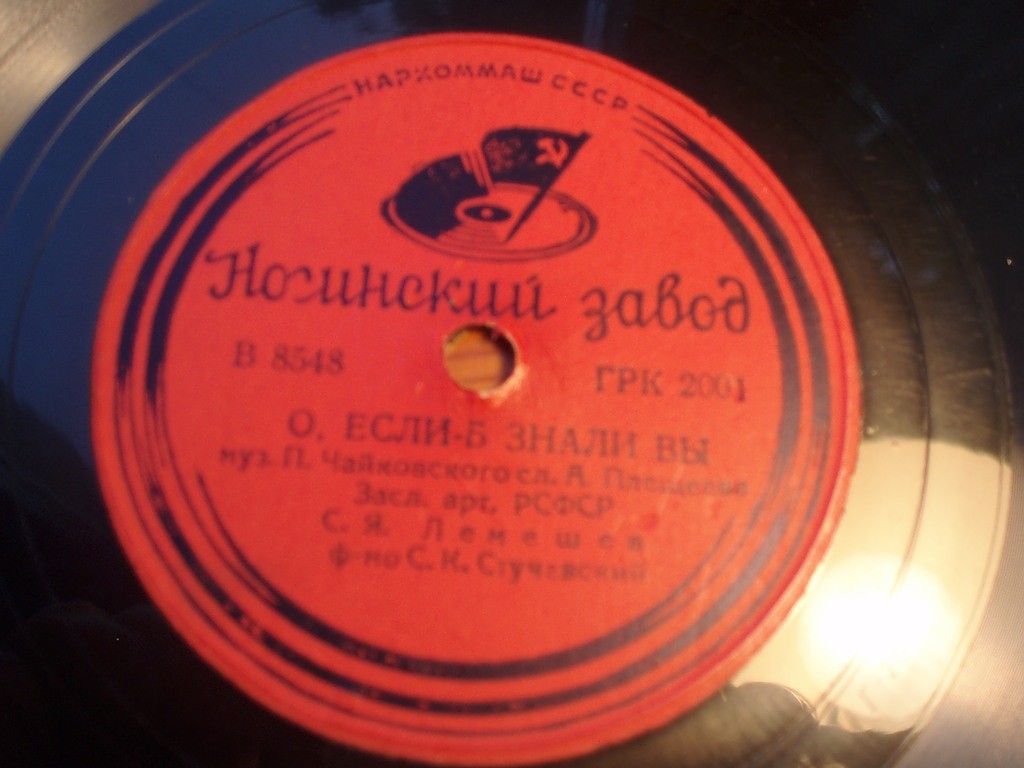 НАРКОММАШ СССР
Ногинский завод
В 8548
ГРК 2001
О, ЕСЛИ-Б ЗНАЛИ ВЫ
муз. П. Чайковского сл. А. Плещеева
Засл. арт. РСФСР
С. Я. Лемешев
ф-но С. К. Стучевский